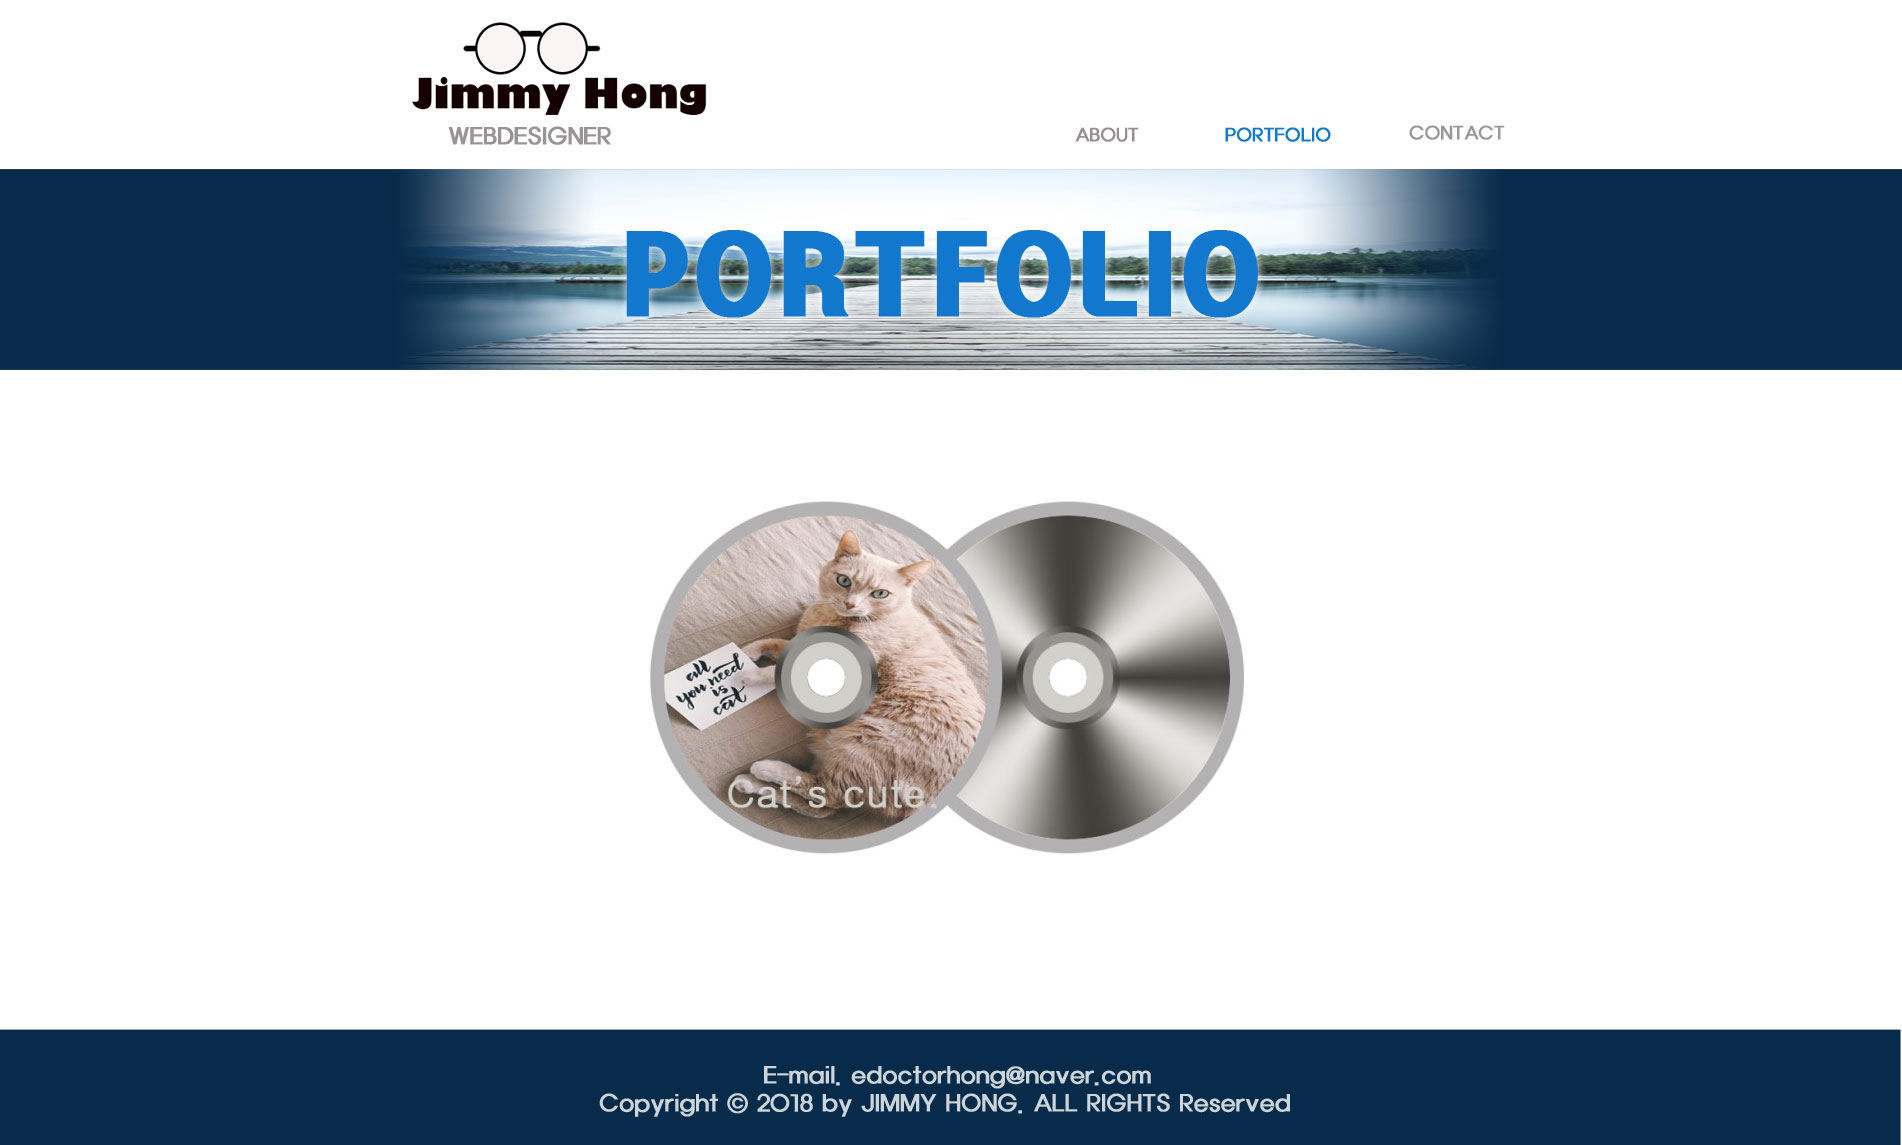 Jimmy Hong
WEBDESIGNER
ABOUT
PORTFOLIO
CONTACT
PORTFOLIO
all
you need
is
cat
Cat's cute.
E-mail. edoctorhong@naver.com
Copyright © 2018 by JIMMY HONG. ALL RIGHTS Reserved